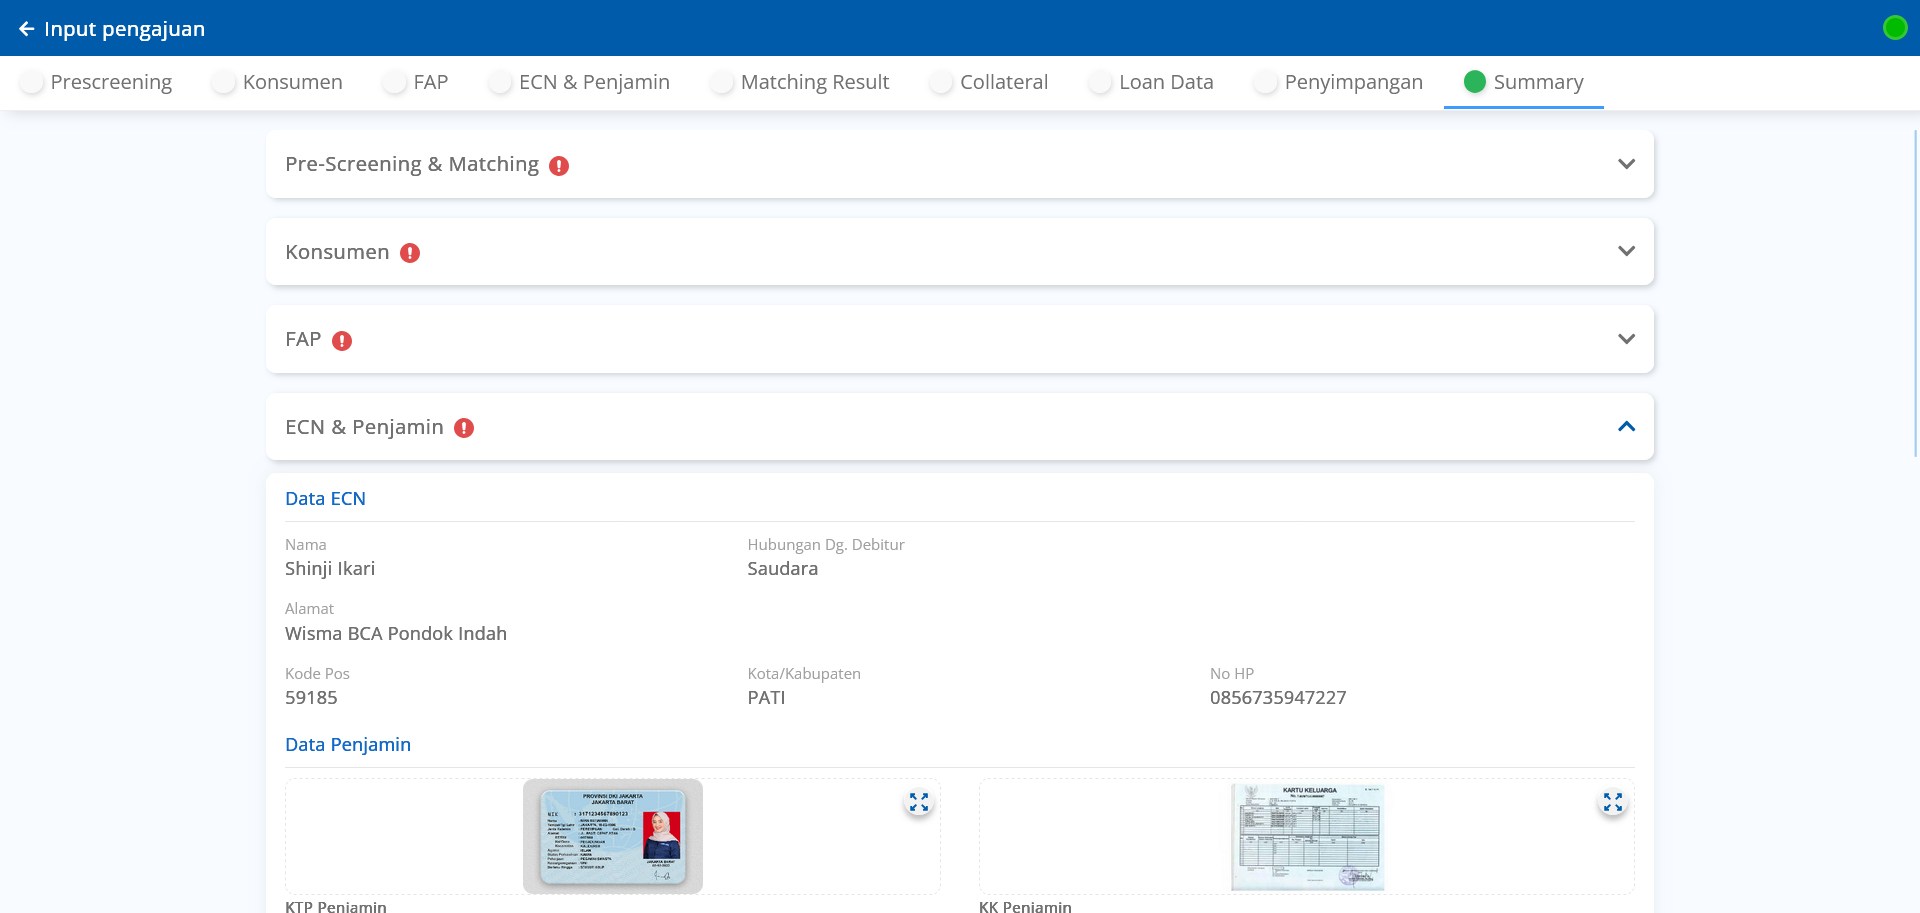 Input pengajuan
Prescreening
Konsumen
FAP
ECN & Penjamin
Matching Result
Collateral
Loan Data
Penyimpangan
Summary
Pre-Screening & Matching
Konsumen
FAP
ECN & Penjamin
Data ECN
Nama
Hubungan Dg. Debitur
Shinji Ikari
Saudara
Alamat
Wisma BCA Pondok Indah
Kode Pos
Kota/Kabupaten
No HP
59185
PATI
0856735947227
Data Penjamin
PROVINSI DKI JAKARTA
JAKARTA BARAT
NIK : 3171234567890123
KARTU KELUARGA
KTP Penjamin
KK Penjamin